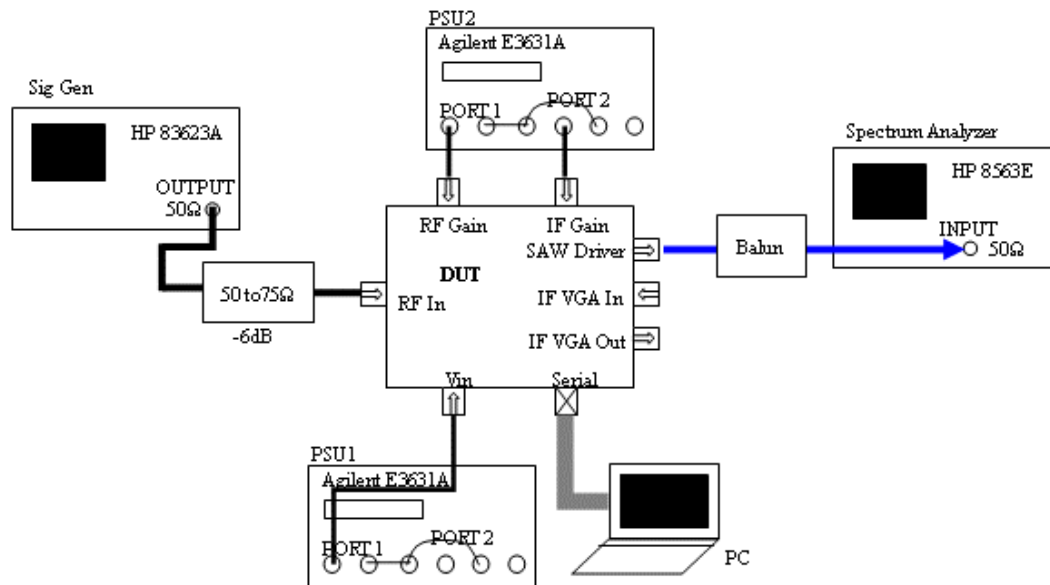 PSU2
Agilent E3631A
PORT 1
PORT 2
Sig Gen
HP 83623A
OUTPUT
50Ω
Spectrum Analyzer
HP 8563E
INPUT
50Ω
RF Gain
IF Gain
SAW Driver
DUT
Balun
50 to75Ω
-6dB
RF In
IF VGA In
IF VGA Out
Vin
Serial
PSU1
Agilent E3631A
PORT 1
PORT 2
PC